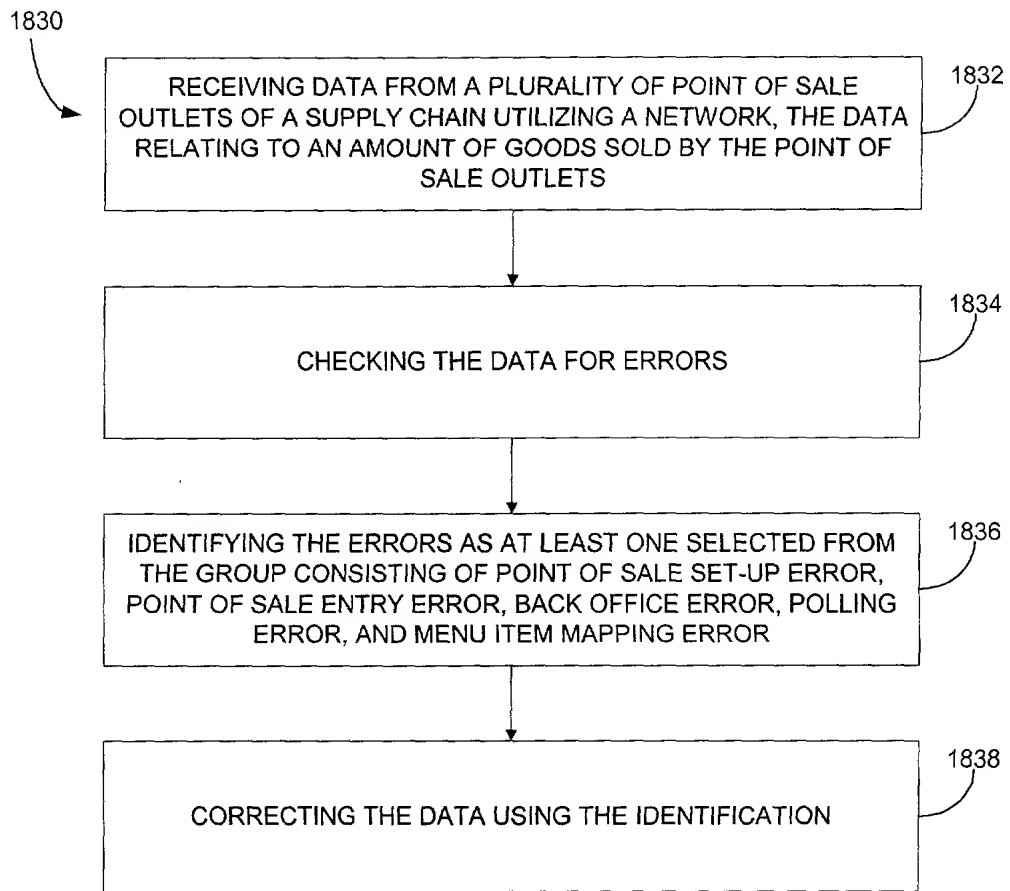 1830
RECEIVING DATA FROM A PLURALITY OF POINT OF SALE
OUTLETS OF A SUPPLY CHAIN UTILIZING A NETWORK, THE DATA
RELATING TO AN AMOUNT OF GOODS SOLD BY THE POINT OF
SALE OUTLETS
1832
CHECKING THE DATA FOR ERRORS
1834
IDENTIFYING THE ERRORS AS AT LEAST ONE SELECTED FROM
THE GROUP CONSISTING OF POINT OF SALE SET-UP ERROR,
POINT OF SALE ENTRY ERROR, BACK OFFICE ERROR, POLLING
ERROR, AND MENU ITEM MAPPING ERROR
1836
CORRECTING THE DATA USING THE IDENTIFICATION
1838